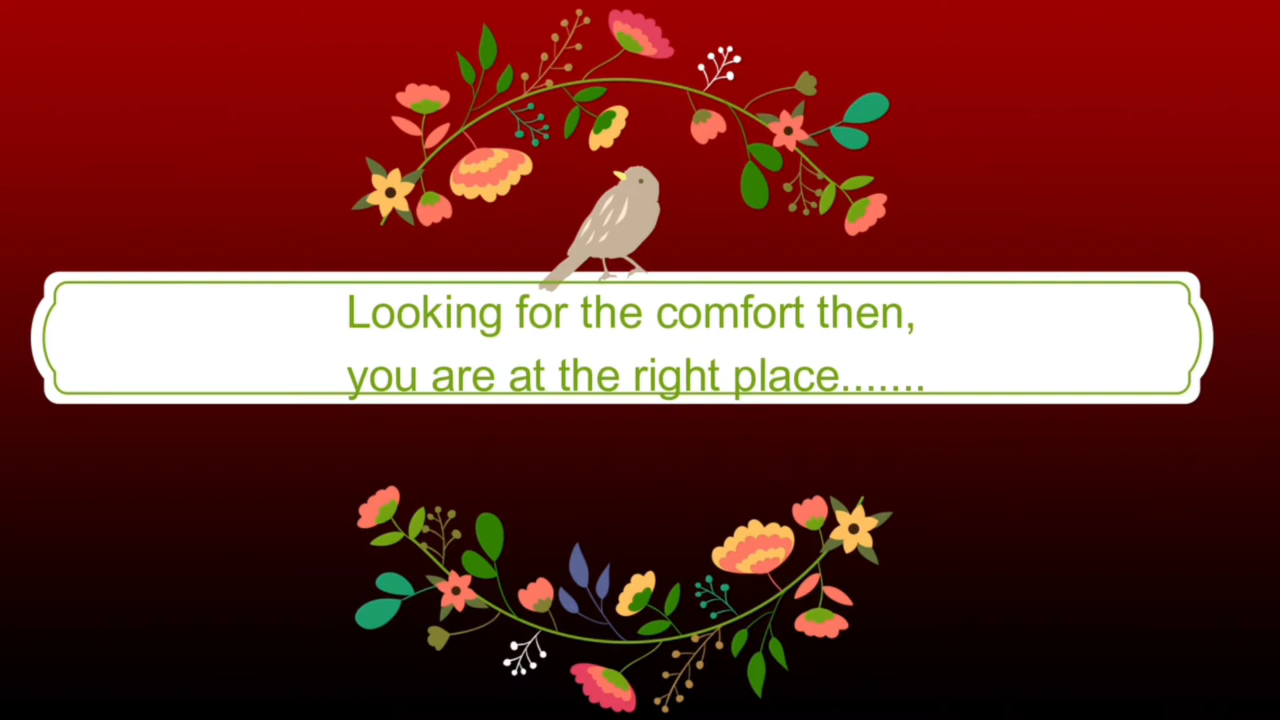 Looking for the comfort then,
you are at the right place.......